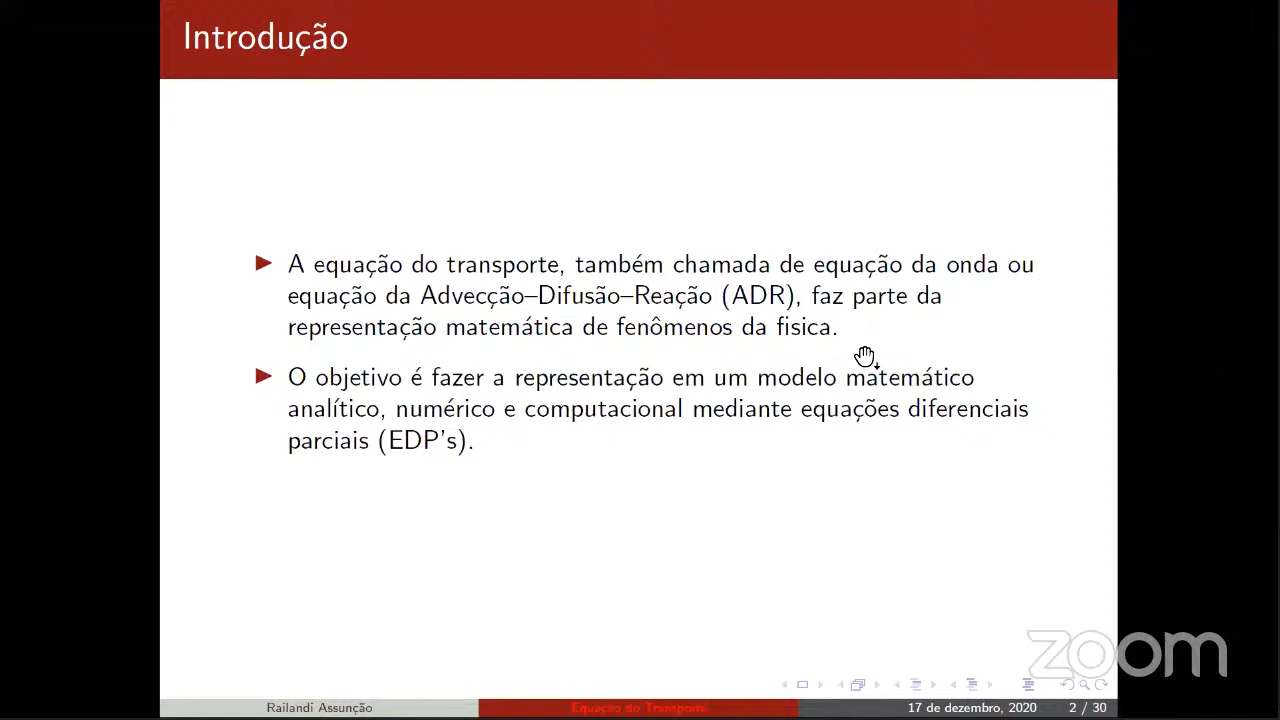 Introdução
A equação do transporte, também chamada de equação da onda ou
equação da Advecção–Difusão–Reação (ADR), faz parte da
representação matemática de fenômenos da fisica.
O objetivo é fazer a representação em um modelo matemático
analítico, numérico e computacional mediante equações diferenciais
parciais (EDP's).
zoom
Railandi Assunção
Equação do Transporte
17 de dezembro, 2020
2 / 30